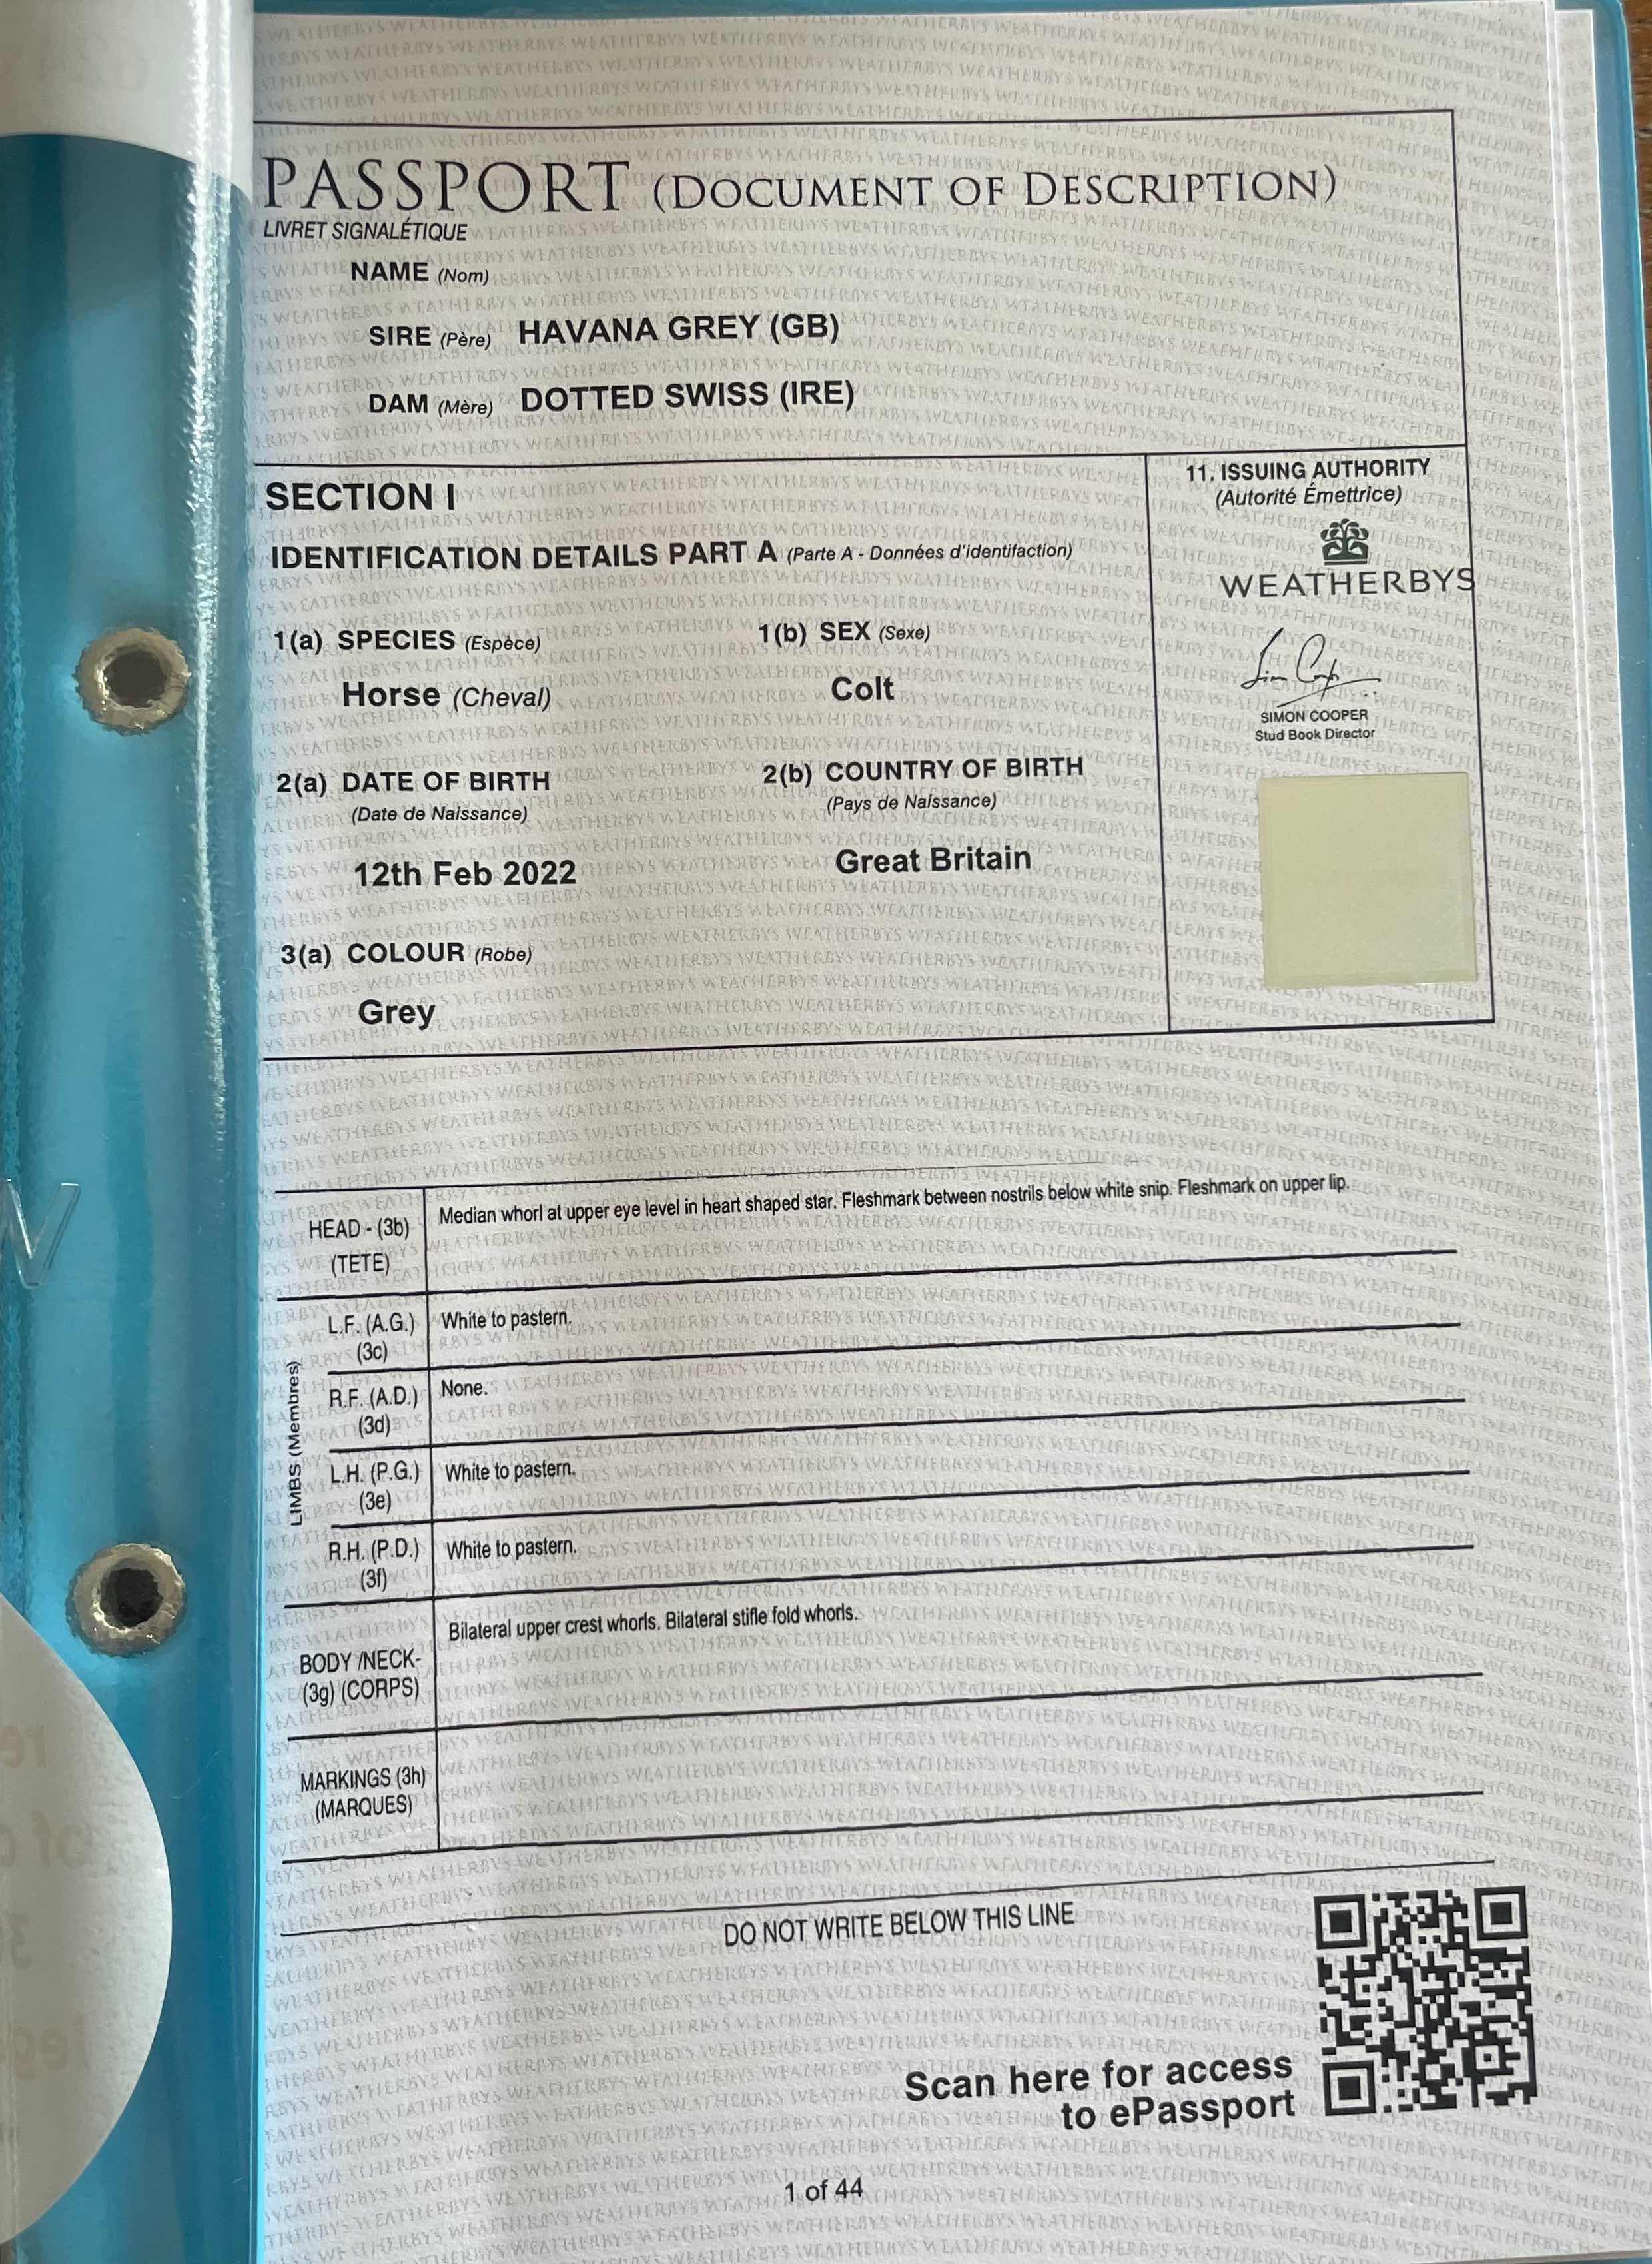 PASSPORT (DOCUMENT OF DESCRIPTION)
LIVRET SIGNALÉTIQUE
NAME (Nom)
SIRE (Père) HAVANA GREY (GB)
DAM (Mère) DOTTED SWISS (IRE)
SECTION I
IDENTIFICATION DETAILS PART A (Parte A - Données d'identifaction)
1(a) SPECIES (Espèce)
1(b) SEX (Sexe)
Horse (Cheval)
Colt
2(a) DATE OF BIRTH
(Date de Naissance)
2(b) COUNTRY OF BIRTH
(Pays de Naissance)
12th Feb 2022
Great Britain
3(a) COLOUR (Robe)
Grey
11. ISSUING AUTHORITY
(Autorité Émettrice)
WEATHERBYS
SIMON COOPER
Stud Book Director
HEAD - (3b)
(TETE)
Median whorl at upper eye level in heart shaped star. Fleshmark between nostrils below white snip. Fleshmark on upper lip.
LIMBS (Membres)
L.F. (A.G.)
(3c)
White to pastern.
R.F. (A.D.)
(3d)
None.
L.H. (P.G.)
(3e)
White to pastern.
R.H. (P.D.)
(3f)
White to pastern.
BODY /NECK-
(3g) (CORPS)
Bilateral upper crest whorls. Bilateral stifle fold whorls.
MARKINGS (3h)
(MARQUES)
DO NOT WRITE BELOW THIS LINE
Scan here for access
to ePassport
1 of 44